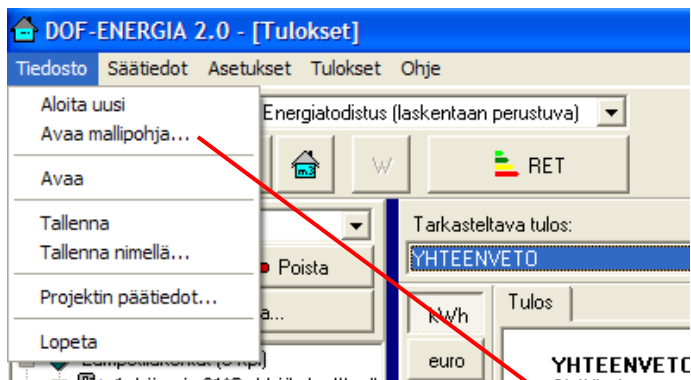 DOF-ENERGIA 2.0 - [Tulokset]
Tiedosto Säätiedot Asetukset Tulokset Ohje
Aloita uusi
Avaa mallipohja...
Avaa
Tallenna
Tallenna nimellä...
Projektin päätiedot...
Lopeta
Energiatodistus (laskentaan perustuva)
m3
W
RET
Poista
a...
Tarkasteltava tulos:
YHTEENVETO
kWh
Tulos
euro
YHTEENVETO